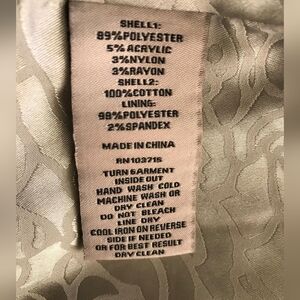 SHELL1:
89%POLYESTER
5% ACRYLIC
3%NYLON
3%RAYON
SHELL2:
100%COTTON
LINING:
98%POLYESTER
2%SPANDEX
MADE IN CHINA
RN103715
TURN GARMENT
INSIDE OUT
HAND WASH COLD
MACHINE WASH OR
DRY CLEAN
DO NOT BLEACH
LINE DRY
COOL IRON ON REVERSE
SIDE IF NEEDED
OR FOR BEST RESULT
DRY CLEAN